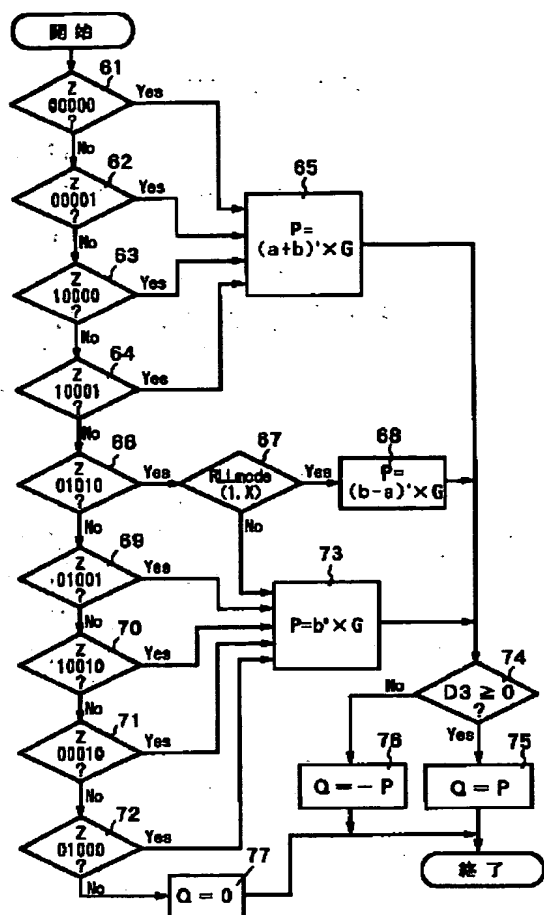 開始
61
Z
00000
?
Yes
No
62
Z
00001
?
Yes
No
63
Z
10000
?
Yes
No
64
Z
10001
?
Yes
No
65
P=
(a+b)'×G
66
Z
01010
?
Yes
No
67
RLLmode
(1, X)
Yes
No
68
P=
(b-a)'×G
69
Z
01001
?
Yes
No
70
Z
10010
?
Yes
No
71
Z
00010
?
Yes
No
72
Z
01000
?
Yes
No
73
P=b'×G
74
D3 ≧ 0
?
No
Yes
76
Q = - P
75
Q = P
77
Q = 0
終了